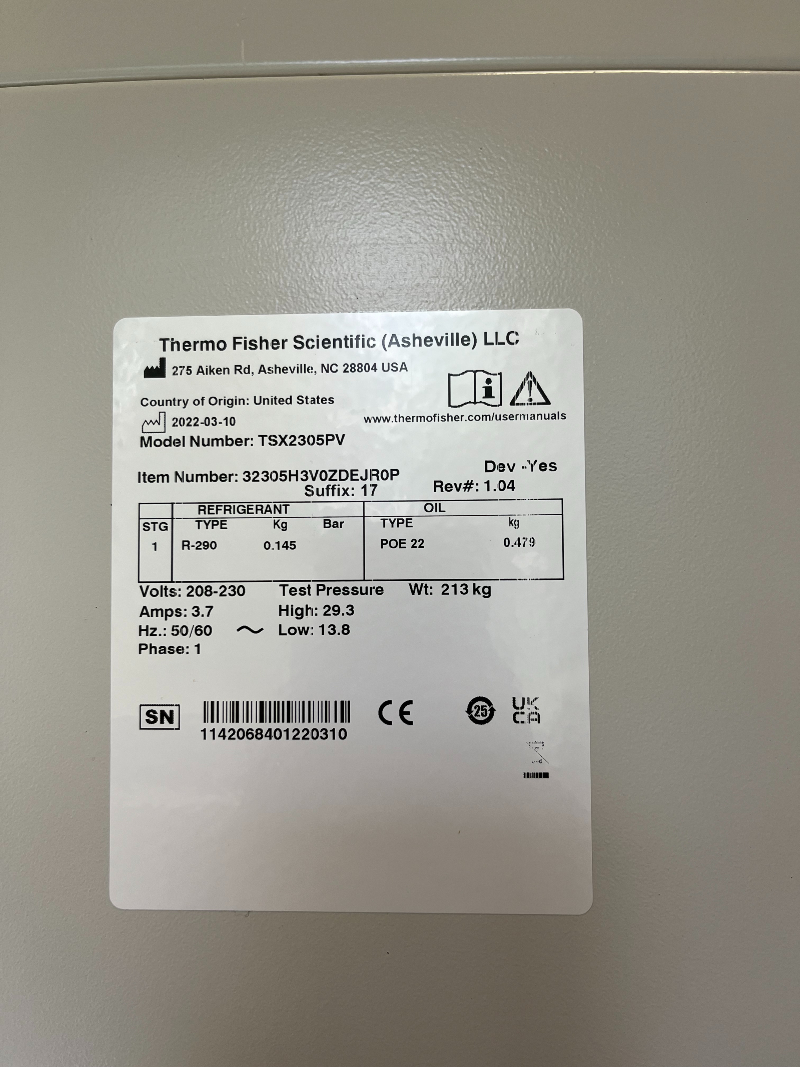 Thermo Fisher Scientific (Asheville) LLC
275 Aiken Rd, Asheville, NC 28804 USA
Country of Origin: United States
2022-03-10
www.thermofisher.com/usermanuals
Model Number: TSX2305PV
Dev -Yes
Item Number: 32305H3V0ZDEJR0P
Suffix: 17 Rev#: 1.04
REFRIGERANT OIL
STG TYPE Kg Bar TYPE kg
1 R-290 0.145 POE 22 0.479
Volts: 208-230 Test Pressure Wt: 213 kg
Amps: 3.7 High: 29.3
Hz.: 50/60 Low: 13.8
Phase: 1
SN CE 25 UK
CA
1142068401220310